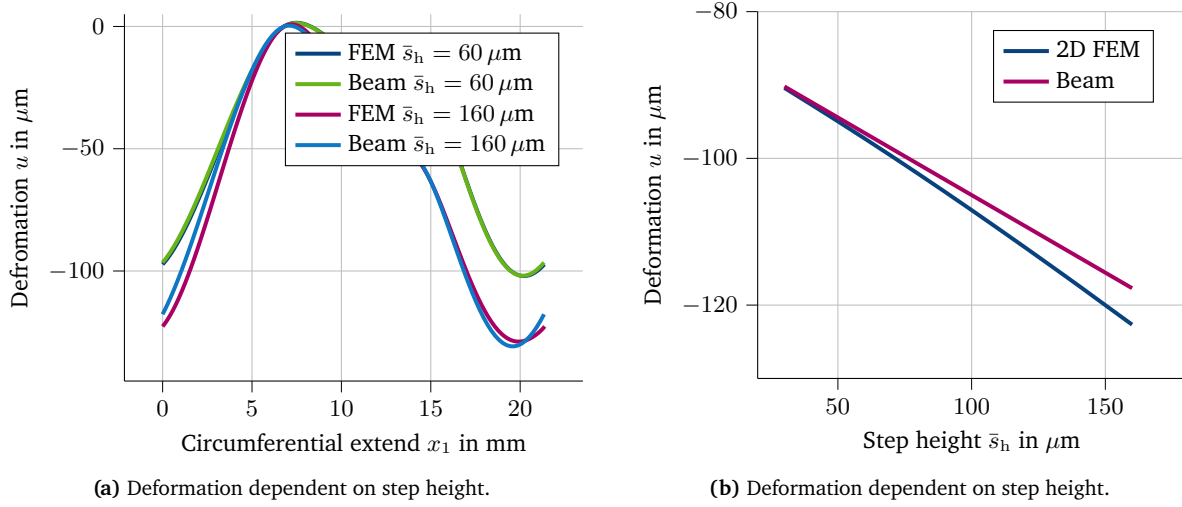 0
−50
−100
Defromation u in μm
FEM s̄h = 60 μm
Beam s̄h = 60 μm
FEM s̄h = 160 μm
Beam s̄h = 160 μm
0 5 10 15 20
Circumferential extend x1 in mm
(a) Deformation dependent on step height.
−80
−100
−120
Deformation u in μm
2D FEM
Beam
50 100 150
Step height s̄h in μm
(b) Deformation dependent on step height.